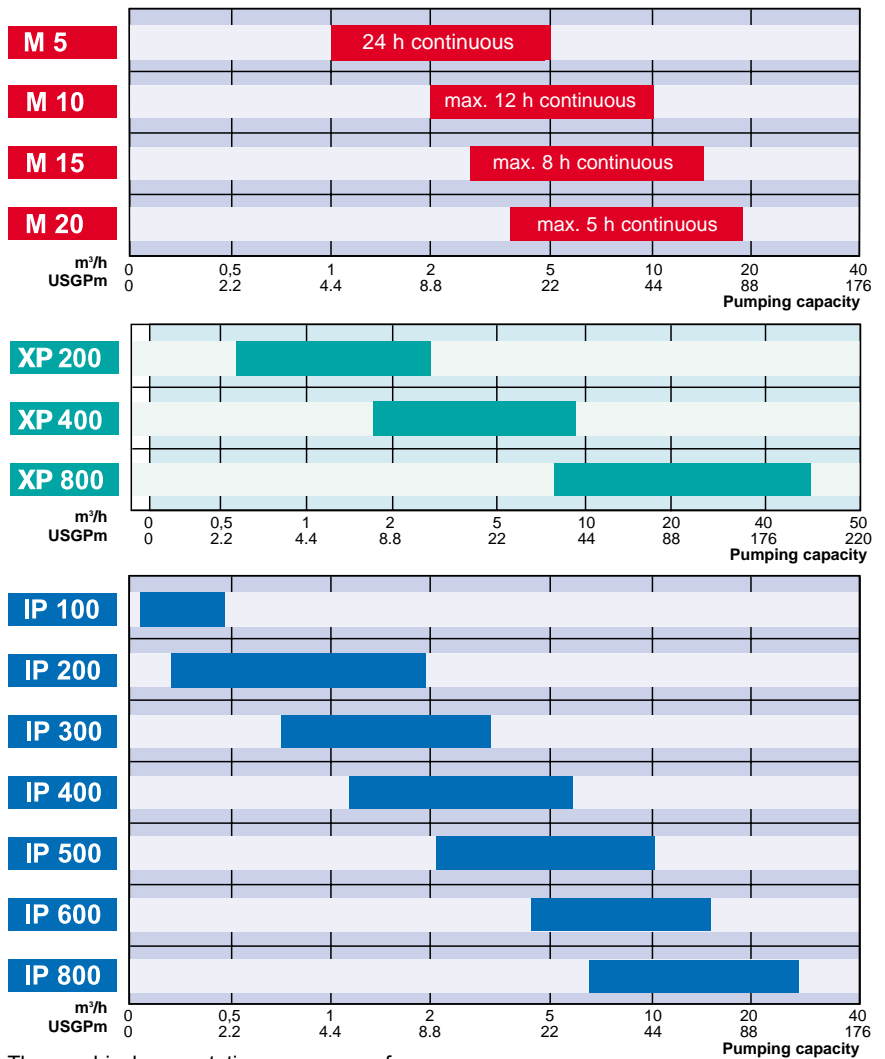 M 5 24 h continuous
M 10 max. 12 h continuous
M 15 max. 8 h continuous
M 20 max. 5 h continuous
m³/h 0 0,5 1 2 5 10 20 40
USGPm 0 2.2 4.4 8.8 22 44 88 176
Pumping capacity
XP 200
XP 400
XP 800
m³/h 0 0,5 1 2 5 10 20 40 50
USGPm 0 2.2 4.4 8.8 22 44 88 176 220
Pumping capacity
IP 100
IP 200
IP 300
IP 400
IP 500
IP 600
IP 800
m³/h 0 0,5 1 2 5 10 20 40
USGPm 0 2.2 4.4 8.8 22 44 88 176
Pumping capacity